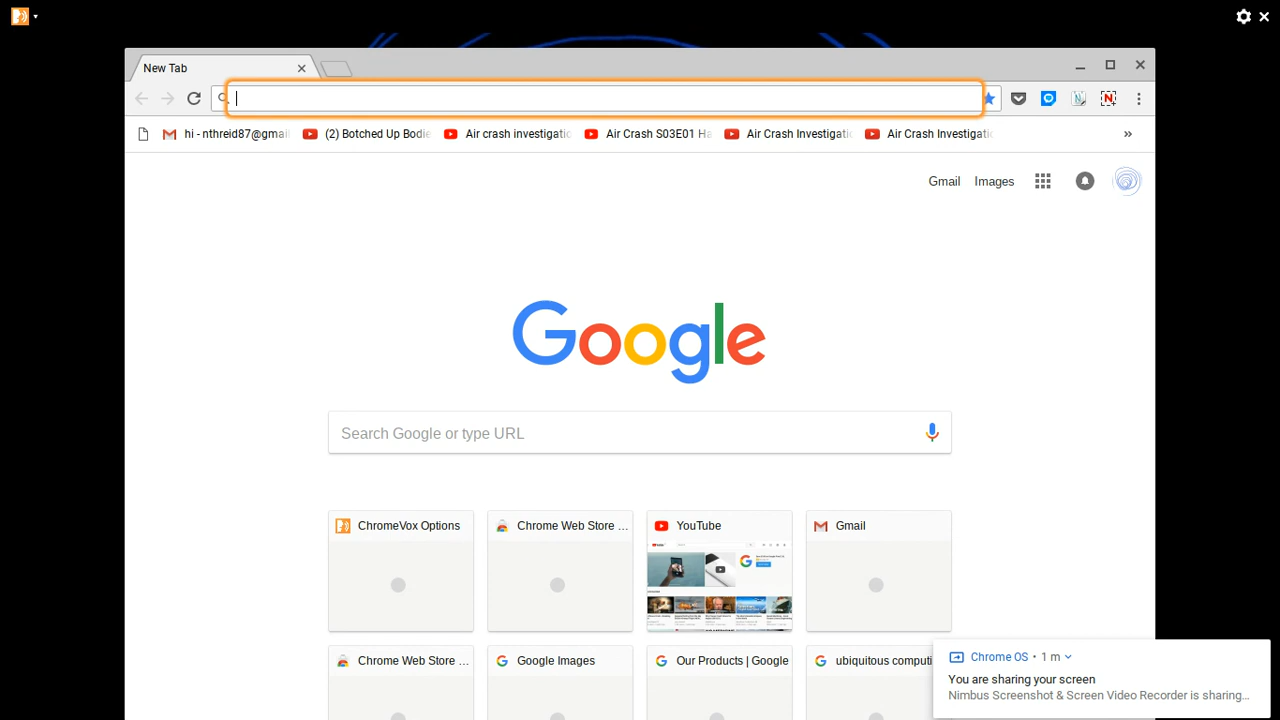 New Tab
hi - nthreid87@gmai
(2) Botched Up Bodie
Air crash investigatio
Air Crash S03E01 Ha
Air Crash Investigatio
Air Crash Investigatio
Gmail
Images
Google
Search Google or type URL
ChromeVox Options
Chrome Web Store ...
YouTube
Gmail
Chrome Web Store ...
Google Images
Our Products | Google
ubiquitous computi
Chrome OS • 1 m
You are sharing your screen
Nimbus Screenshot & Screen Video Recorder is sharing...